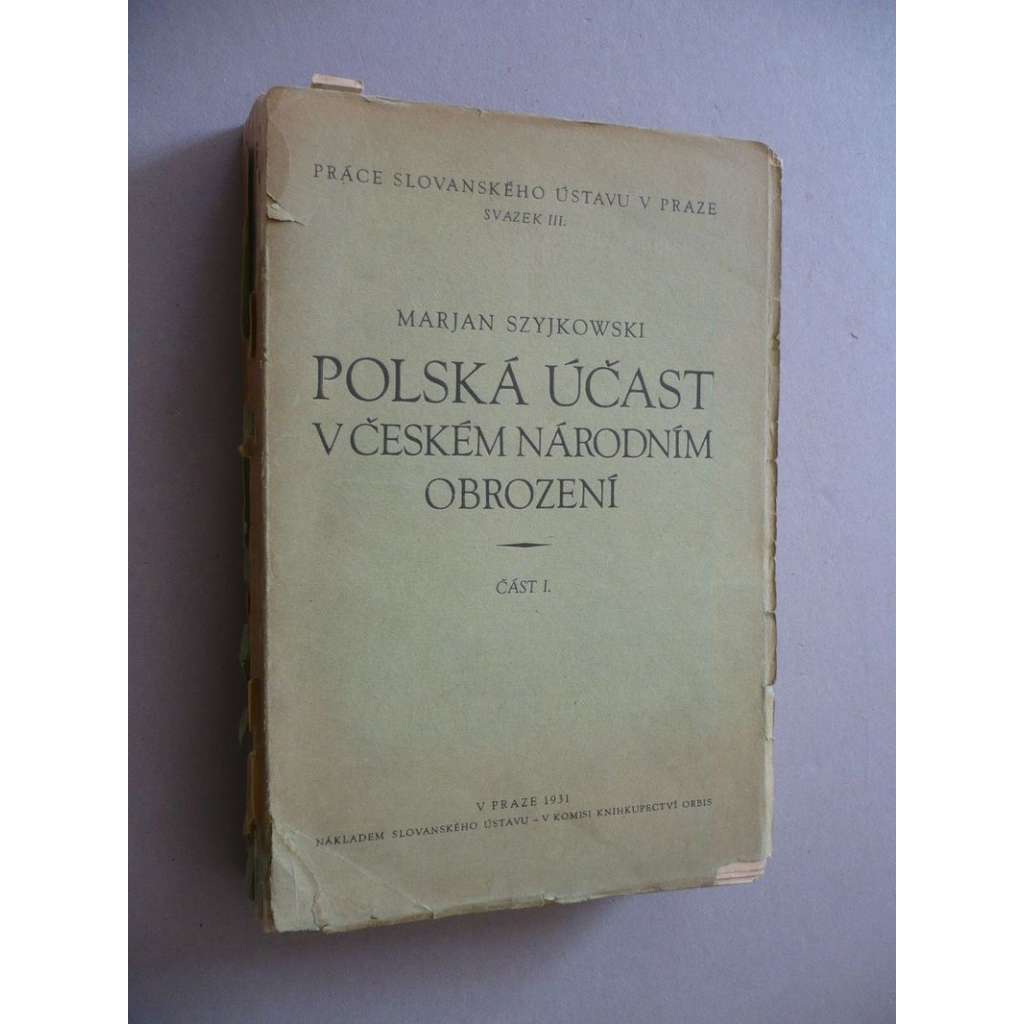 PRÁCE SLOVANSKÉHO ÚSTAVU V PRAZE
SVAZEK III.
MARJAN SZYJKOWSKI
POLSKÁ ÚČAST
V ČESKÉM NÁRODNÍM
OBROZENÍ
ČÁST I.
V PRAZE 1931
NÁKLADEM SLOVANSKÉHO ÚSTAVU – V KOMISI KNIHKUPECTVÍ ORBIS